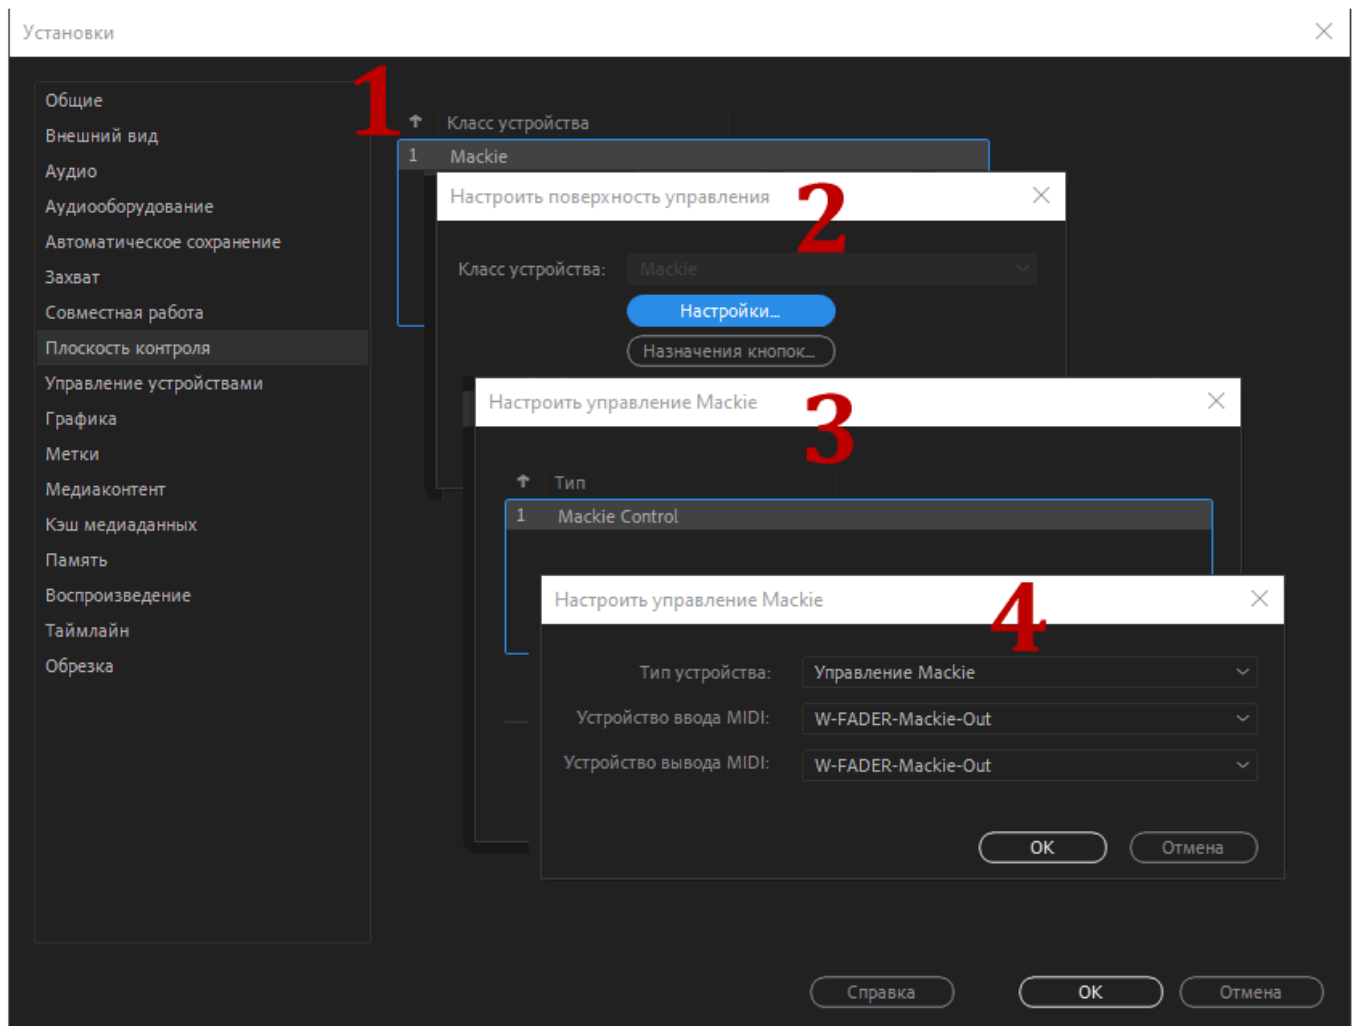 Установки
1
Общие
Внешний вид
Аудио
Аудиооборудование
Автоматическое сохранение
Захват
Совместная работа
Плоскость контроля
Управление устройствами
Графика
Метки
Медиаконтент
Кэш медиаданных
Память
Воспроизведение
Таймлайн
Обрезка
Класс устройства
1 Mackie
Настроить поверхность управления
2
Класс устройства: Mackie
Настройки...
Назначения кнопок...
Настроить управление Mackie
3
Тип
1 Mackie Control
Настроить управление Mackie
4
Тип устройства: Управление Mackie
Устройство ввода MIDI: W-FADER-Mackie-Out
Устройство вывода MIDI: W-FADER-Mackie-Out
ОК Отмена
Справка ОК Отмена